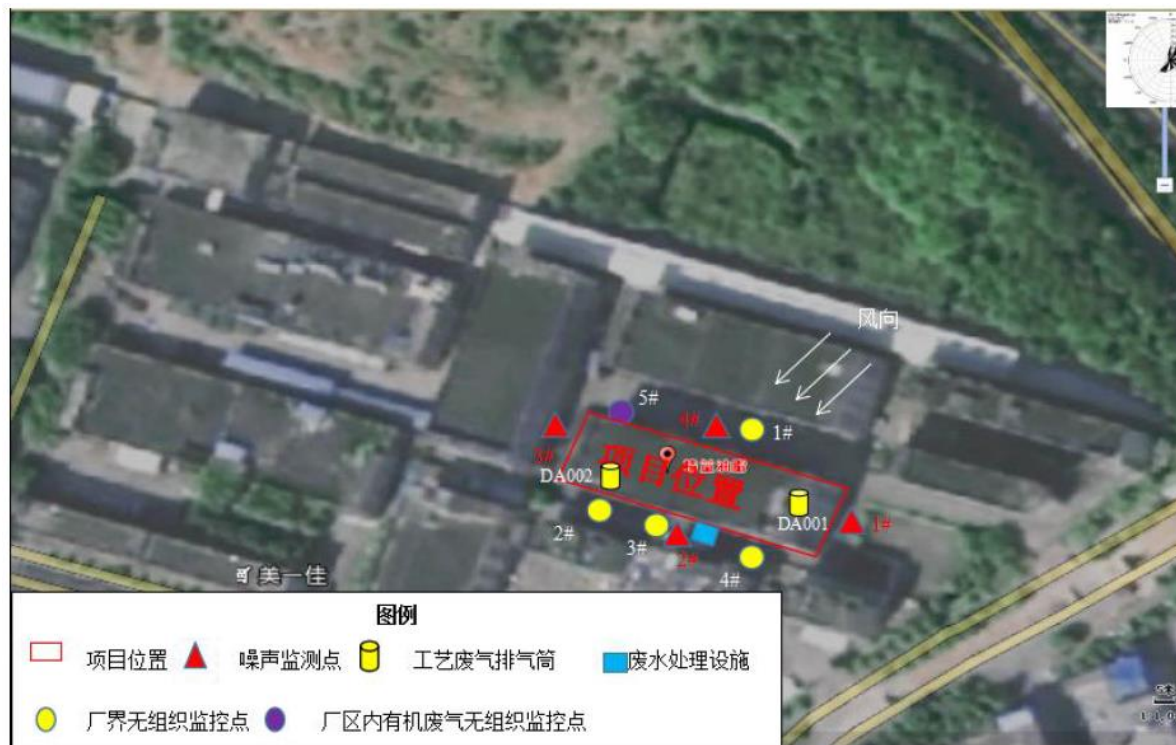 风向
5#
4#
1#
3#
DA002
项目位置
DA001
1#
2#
3#
2#
4#
美一佳
图例
项目位置
噪声监测点
工艺废气排气筒
废水处理设施
厂界无组织监控点
厂区内有机废气无组织监控点